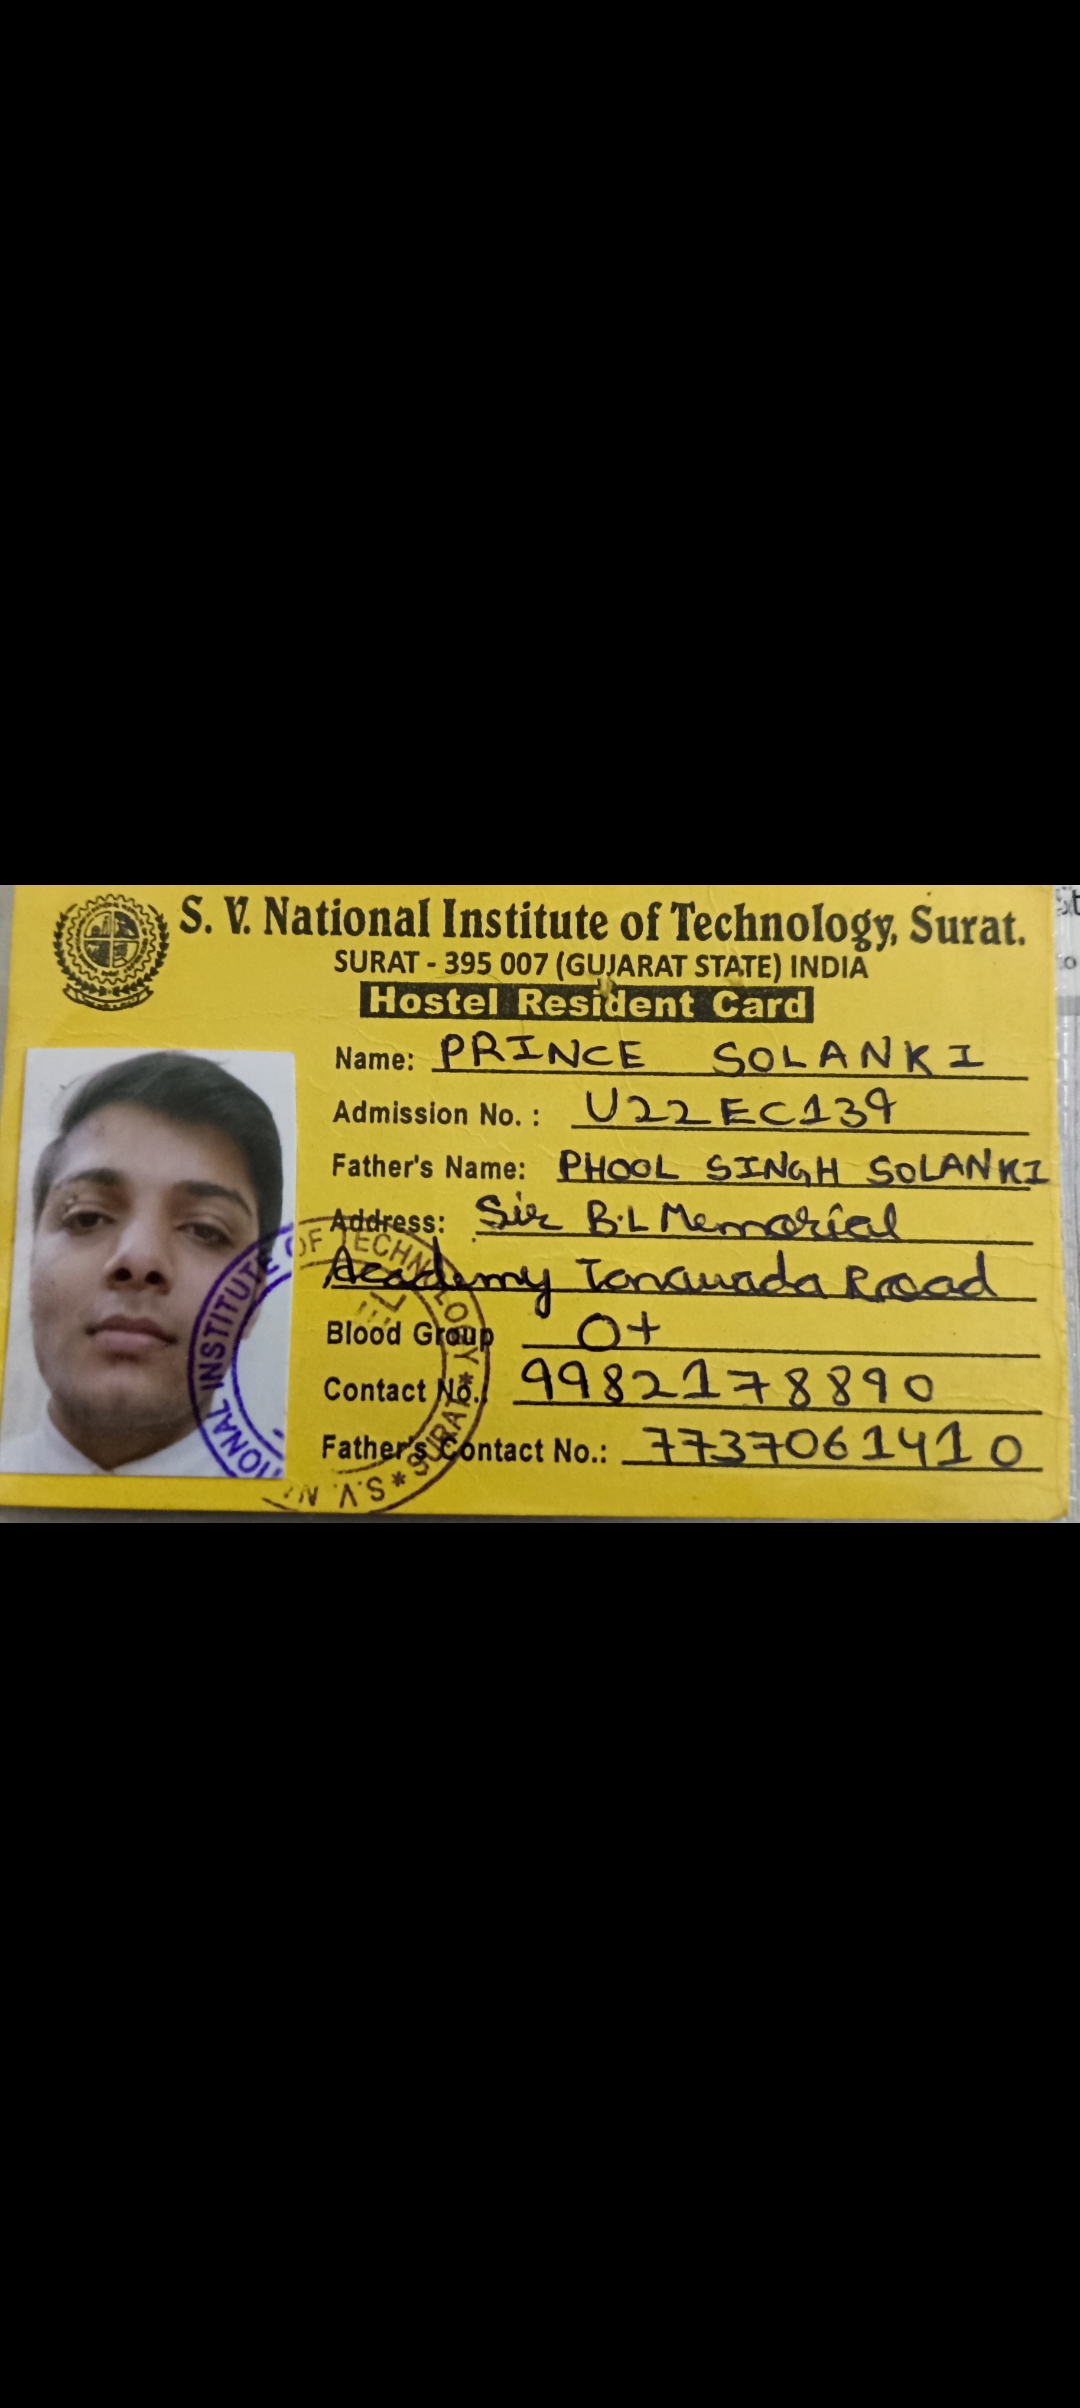 S. V. National Institute of Technology, Surat.
SURAT - 395 007 (GUJARAT STATE) INDIA
Hostel Resident Card
Name: PRINCE SOLANKI
Admission No. : U22EC139
Father's Name: PHOOL SINGH SOLANKI
Address: Sir B.L Memorial
Academy Tanawada Road
Blood Group O+
Contact No.: 9982178890
Father's Contact No.: 7737061410
INSTITUTE OF TECHNOLOGY * SURAT * S.V.